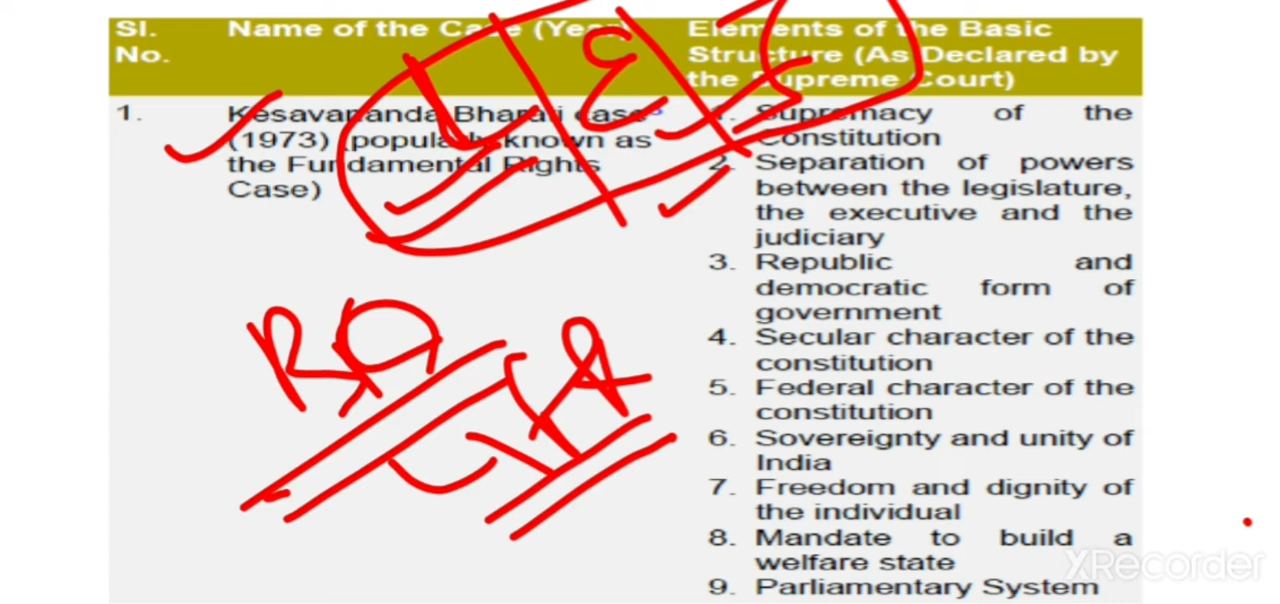 Sl. No.
Name of the Case (Year)
Elements of the Basic
Structure (As Declared by
the Supreme Court)
1.
Kesavananda Bharati case
(1973) (popularly known as
the Fundamental Rights
Case)
1. Supremacy of the
Constitution
2. Separation of powers
between the legislature,
the executive and the
judiciary
3. Republic and
democratic form of
government
4. Secular character of the
constitution
5. Federal character of the
constitution
6. Sovereignty and unity of
India
7. Freedom and dignity of
the individual
8. Mandate to build a
welfare state
9. Parliamentary System
XRecorder